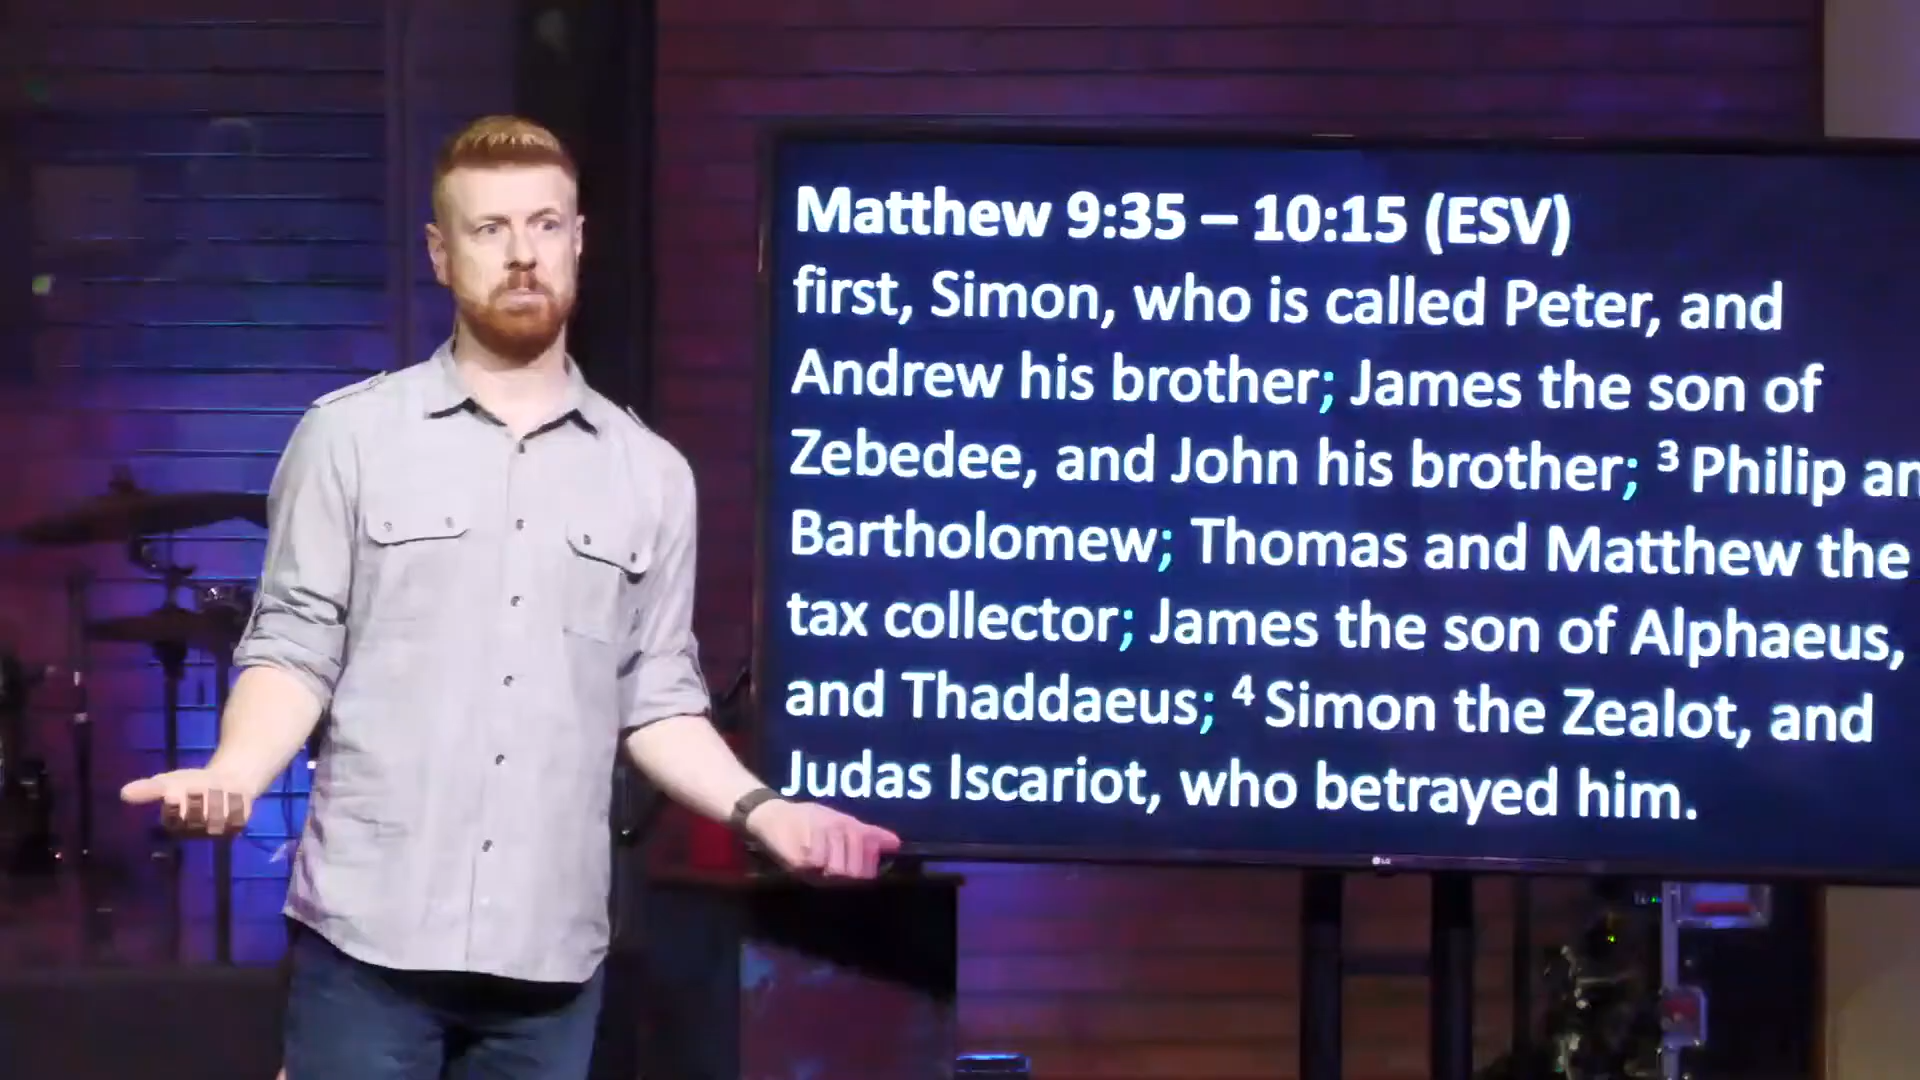 Matthew 9:35 – 10:15 (ESV)
first, Simon, who is called Peter, and
Andrew his brother; James the son of
Zebedee, and John his brother; ³ Philip an
Bartholomew; Thomas and Matthew the
tax collector; James the son of Alphaeus,
and Thaddaeus; ⁴ Simon the Zealot, and
Judas Iscariot, who betrayed him.
LG